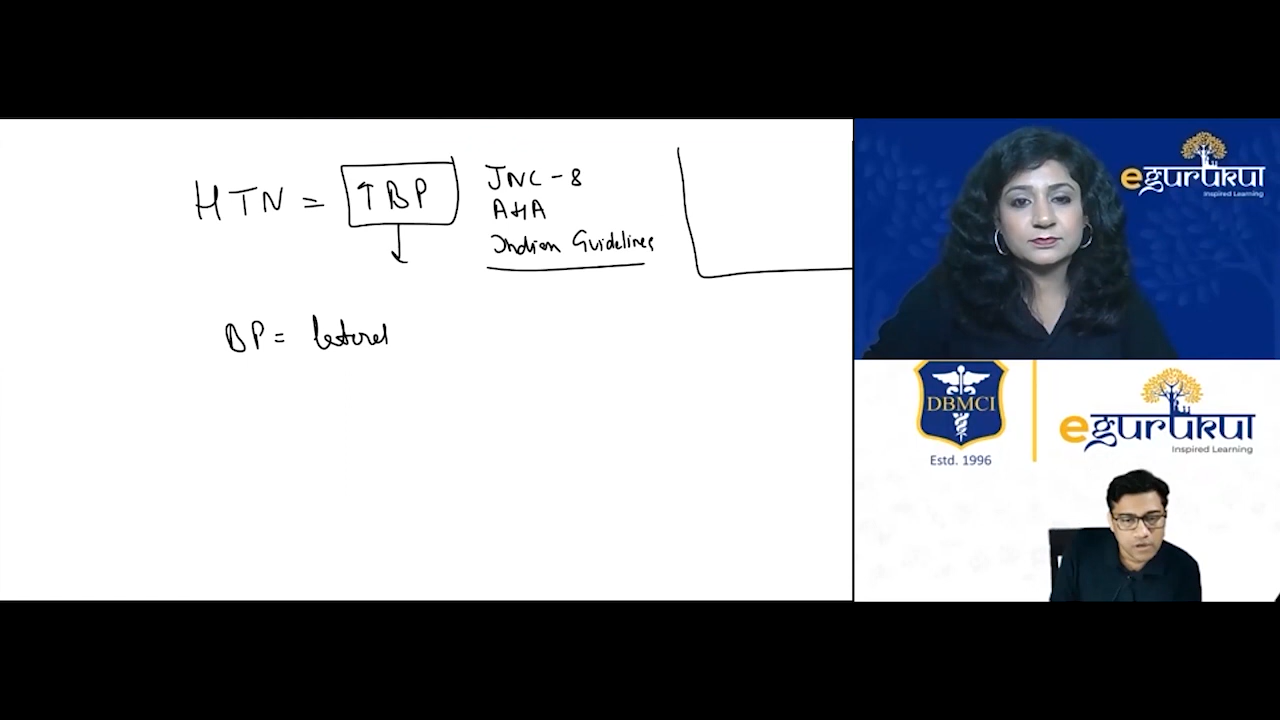 HTN = ↑BP
JNC-8
AHA
Indian Guidelines
BP = lateral
egurukul
Inspired Learning
DBMCI
Estd. 1996
egurukul
Inspired Learning